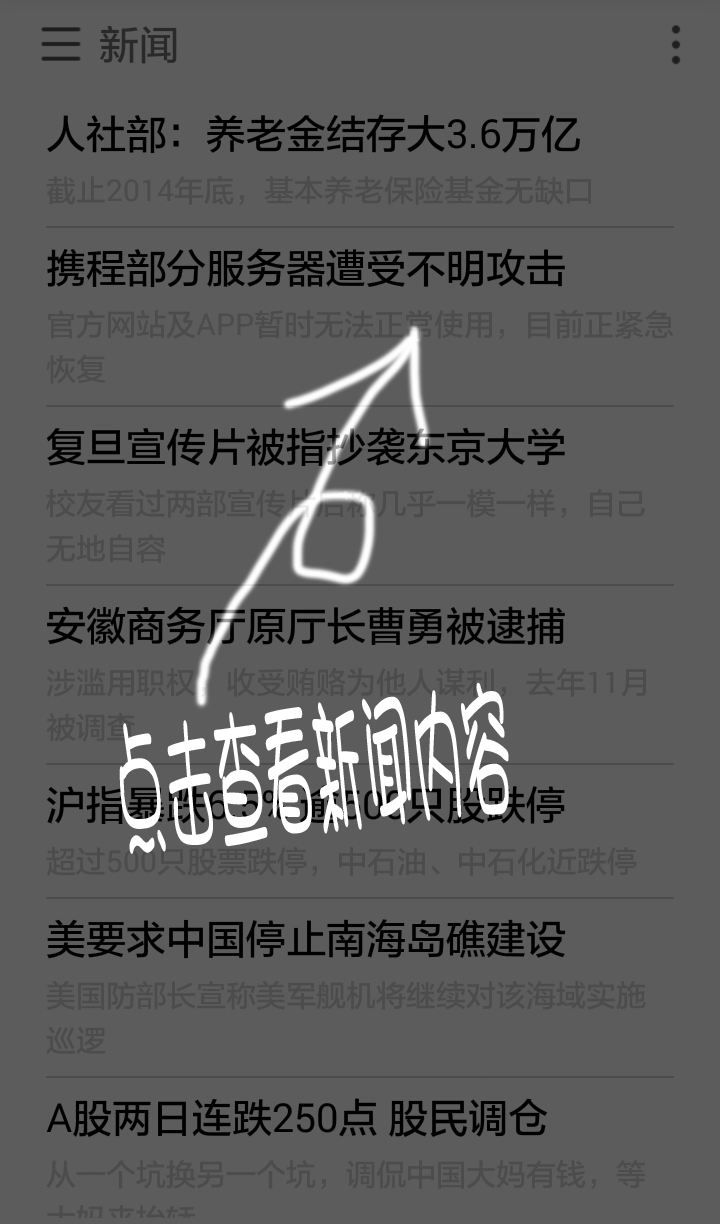 新闻
人社部：养老金结存大3.6万亿
截止2014年底，基本养老保险基金无缺口
携程部分服务器遭受不明攻击
官方网站及APP暂时无法正常使用，目前正紧急
恢复
复旦宣传片被指抄袭东京大学
校友看过两部宣传片后称几乎一模一样，自己
无地自容
安徽商务厅原厅长曹勇被逮捕
涉滥用职权，收受贿赂为他人谋利，去年11月
被调查
点击查看新闻内容
沪指暴跌6.5% 逾500只股跌停
超过500只股票跌停，中石油、中石化近跌停
美要求中国停止南海岛礁建设
美国防部长宣称美军舰机将继续对该海域实施
巡逻
A股两日连跌250点 股民调仓
从一个坑换另一个坑，调侃中国大妈有钱，等